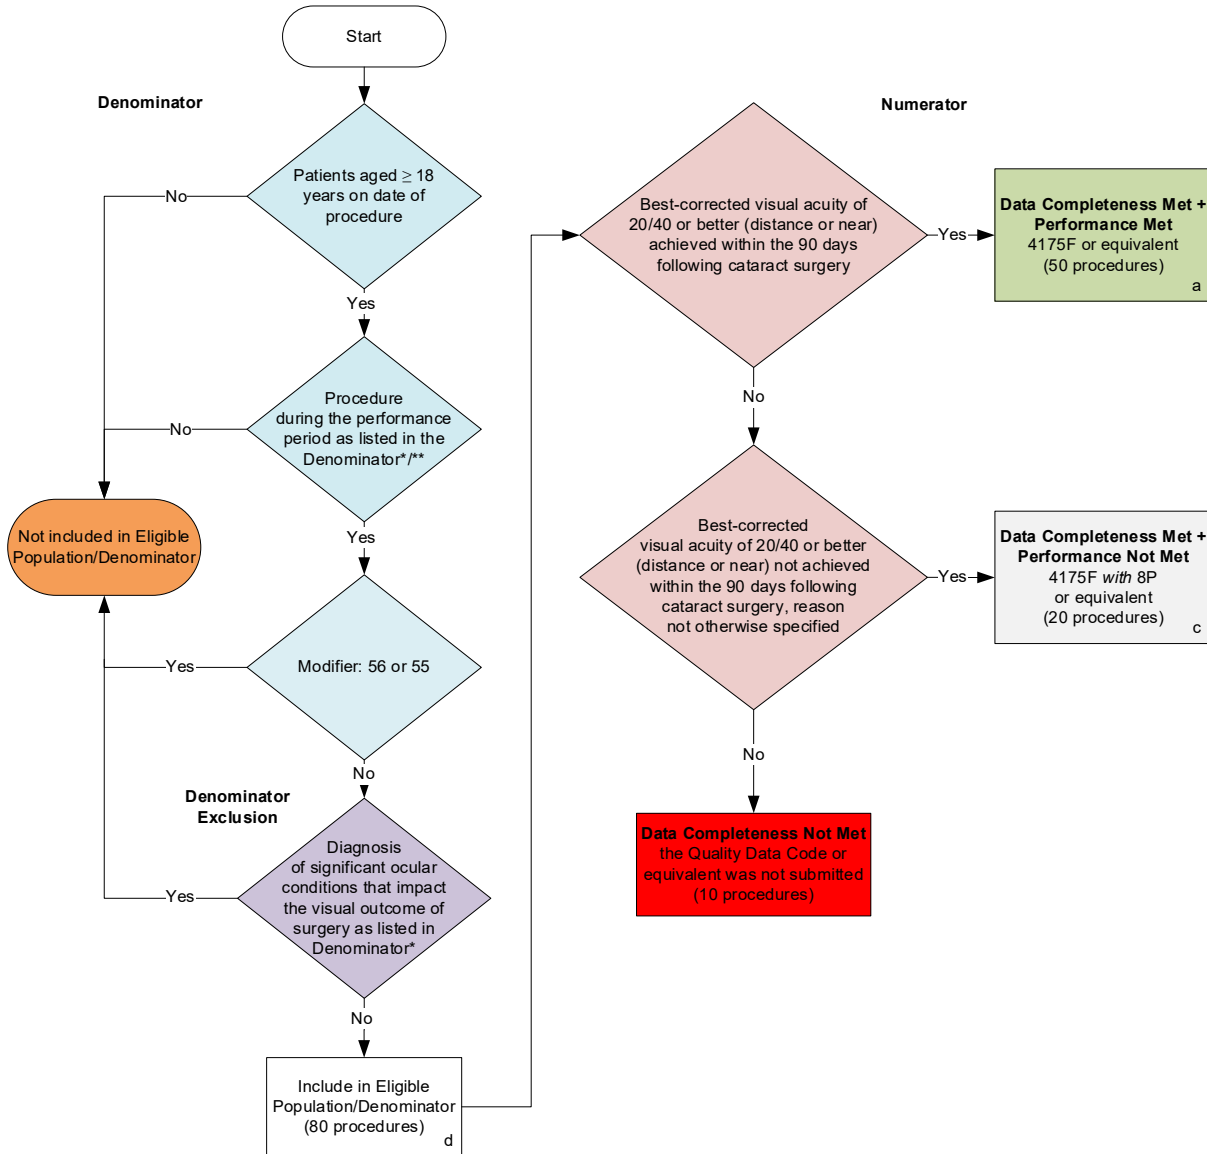 Start
Denominator
Patients aged ≥ 18
years on date of
procedure
No
Yes
Procedure
during the performance
period as listed in the
Denominator*/**
No
Not included in Eligible
Population/Denominator
Yes
Modifier: 56 or 55
Yes
No
Denominator
Exclusion
Diagnosis
of significant ocular
conditions that impact
the visual outcome of
surgery as listed in
Denominator*
Yes
No
Include in Eligible
Population/Denominator
(80 procedures)
d
Numerator
Best-corrected visual acuity of
20/40 or better (distance or near)
achieved within the 90 days
following cataract surgery
Yes
Data Completeness Met +
Performance Met
4175F or equivalent
(50 procedures)
a
No
Best-corrected
visual acuity of 20/40 or better
(distance or near) not achieved
within the 90 days following
cataract surgery, reason
not otherwise specified
Yes
Data Completeness Met +
Performance Not Met
4175F with 8P
or equivalent
(20 procedures)
c
No
Data Completeness Not Met
the Quality Data Code or
equivalent was not submitted
(10 procedures)